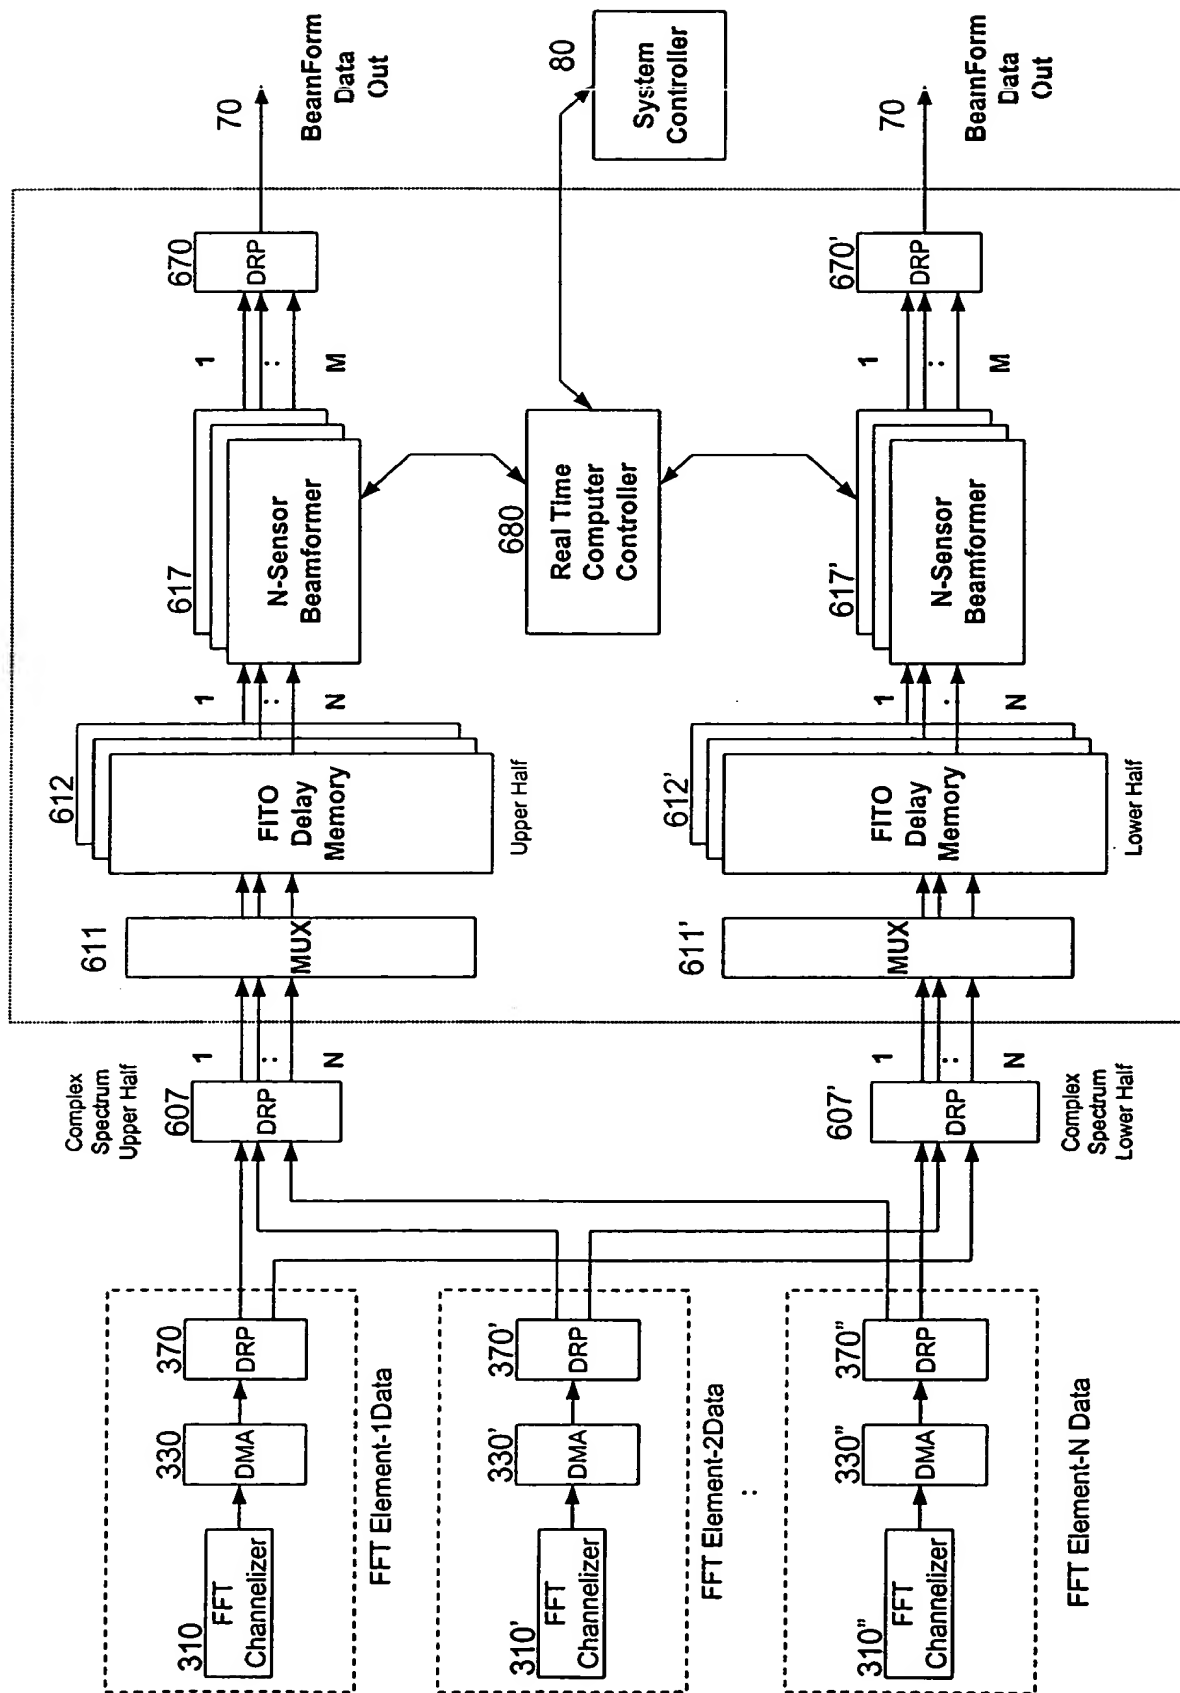 310
FFT
Channelizer
330
DMA
370
DRP
FFT Element-1Data
310'
FFT
Channelizer
330'
DMA
370'
DRP
FFT Element-2Data
:
310"
FFT
Channelizer
330"
DMA
370"
DRP
FFT Element-N Data
Complex
Spectrum
Upper Half
607
DRP
1
:
N
611
MUX
612
FITO
Delay
Memory
Upper Half
1
:
N
617
N-Sensor
Beamformer
1
:
M
670
DRP
70
BeamForm
Data
Out
680
Real Time
Computer
Controller
80
System
Controller
607'
DRP
Complex
Spectrum
Lower Half
1
:
N
611'
MUX
612'
FITO
Delay
Memory
Lower Half
1
:
N
617'
N-Sensor
Beamformer
1
:
M
670'
DRP
70
BeamForm
Data
Out